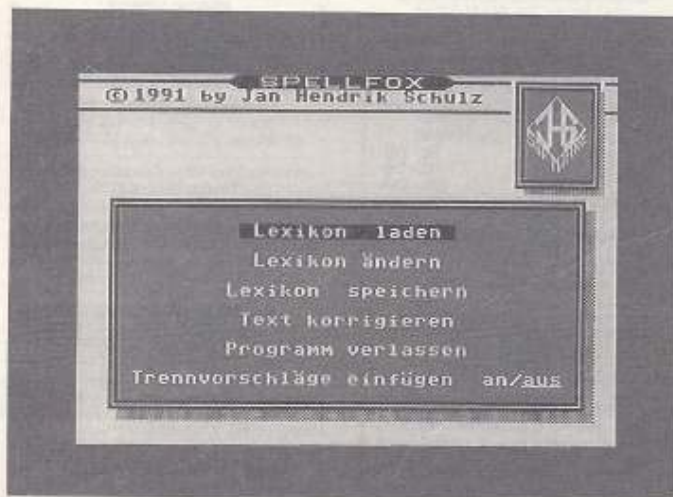 SPELLFOX
© 1991 by Jan Hendrik Schulz
Lexikon laden
Lexikon ändern
Lexikon speichern
Text korrigieren
Programm verlassen
Trennvorschläge einfügen an/aus